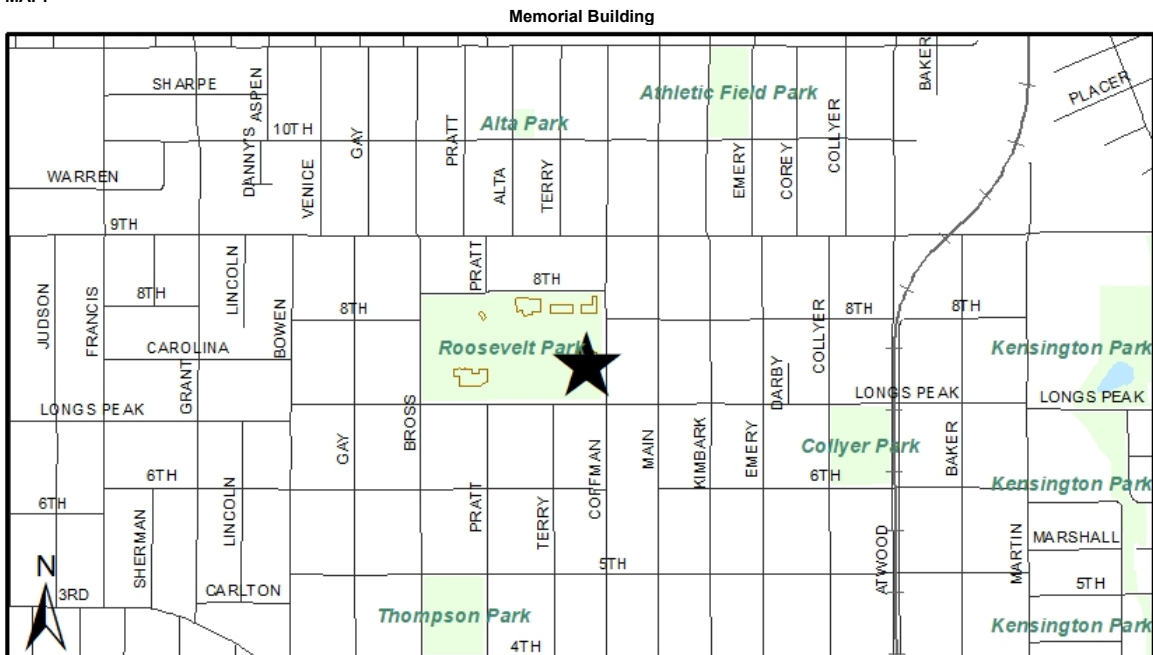 Memorial Building
BAKER
SHARPE
ASPEN
PLACER
Athletic Field Park
Alta Park
COLLYER
10TH
GAY
PRATT
DANNY'S
WARREN
VENICE
ALTA
TERRY
EMERY
COREY
9TH
PRATT
8TH
LINCOLN
JUDSON
FRANCIS
8TH
BOWEN
8TH
COLLYER
8TH
8TH
CAROLINA
Roosevelt Park
Kensington Park
GRANT
DARBY
LONGS PEAK
LONGS PEAK
LONGS PEAK
BROSS
GAY
COFFMAN
MAIN
KIMBARK
EMERY
Collyer Park
BAKER
6TH
6TH
Kensington Park
6TH
LINCOLN
PRATT
TERRY
SHERMAN
ATWOOD
MARTIN
MARSHALL
5TH
N
3RD
CARLTON
5TH
Thompson Park
Kensington Park
4TH